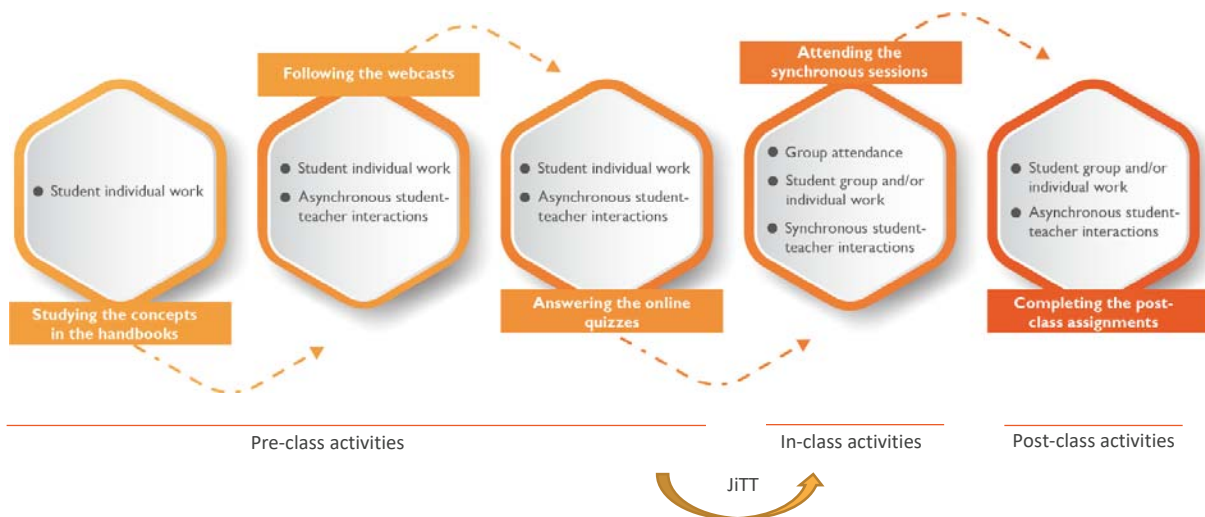 Studying the concepts
in the handbooks
● Student individual work
Following the webcasts
● Student individual work
● Asynchronous student-
teacher interactions
Answering the online
quizzes
● Student individual work
● Asynchronous student-
teacher interactions
Attending the
synchronous sessions
● Group attendance
● Student group and/or
individual work
● Synchronous student-
teacher interactions
Completing the post-
class assignments
● Student group and/or
individual work
● Asynchronous student-
teacher interactions
Pre-class activities
In-class activities
Post-class activities
JiTT